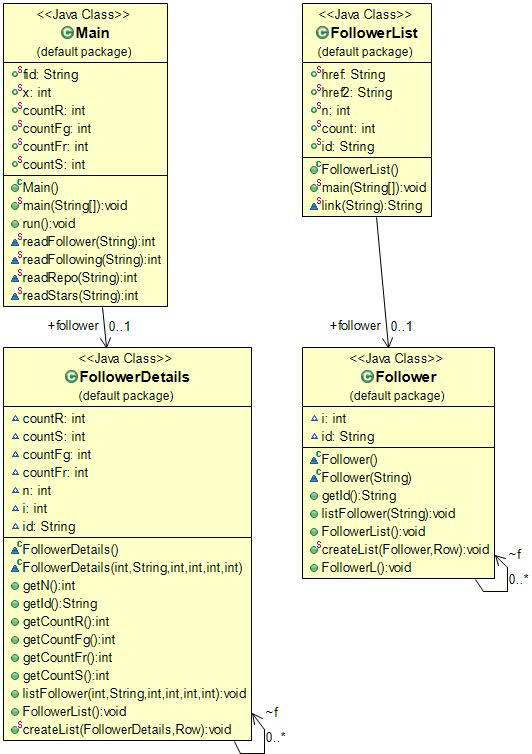 <<Java Class>>
Main
(default package)
fid: String
x: int
countR: int
countFg: int
countFr: int
countS: int
Main()
main(String[]):void
run():void
readFollower(String):int
readFollowing(String):int
readRepo(String):int
readStars(String):int
+follower 0..1
<<Java Class>>
FollowerDetails
(default package)
countR: int
countS: int
countFg: int
countFr: int
n: int
i: int
id: String
FollowerDetails()
FollowerDetails(int,String,int,int,int,int)
getN():int
getId():String
getCountR():int
getCountFg():int
getCountFr():int
getCountS():int
listFollower(int,String,int,int,int,int):void
FollowerList():void
createList(FollowerDetails,Row):void
~f
0..*
<<Java Class>>
FollowerList
(default package)
href: String
href2: String
n: int
count: int
id: String
FollowerList()
main(String[]):void
link(String):String
+follower 0..1
<<Java Class>>
Follower
(default package)
i: int
id: String
Follower()
Follower(String)
getId():String
listFollower(String):void
FollowerList():void
createList(Follower,Row):void
FollowerL():void
~f
0..*